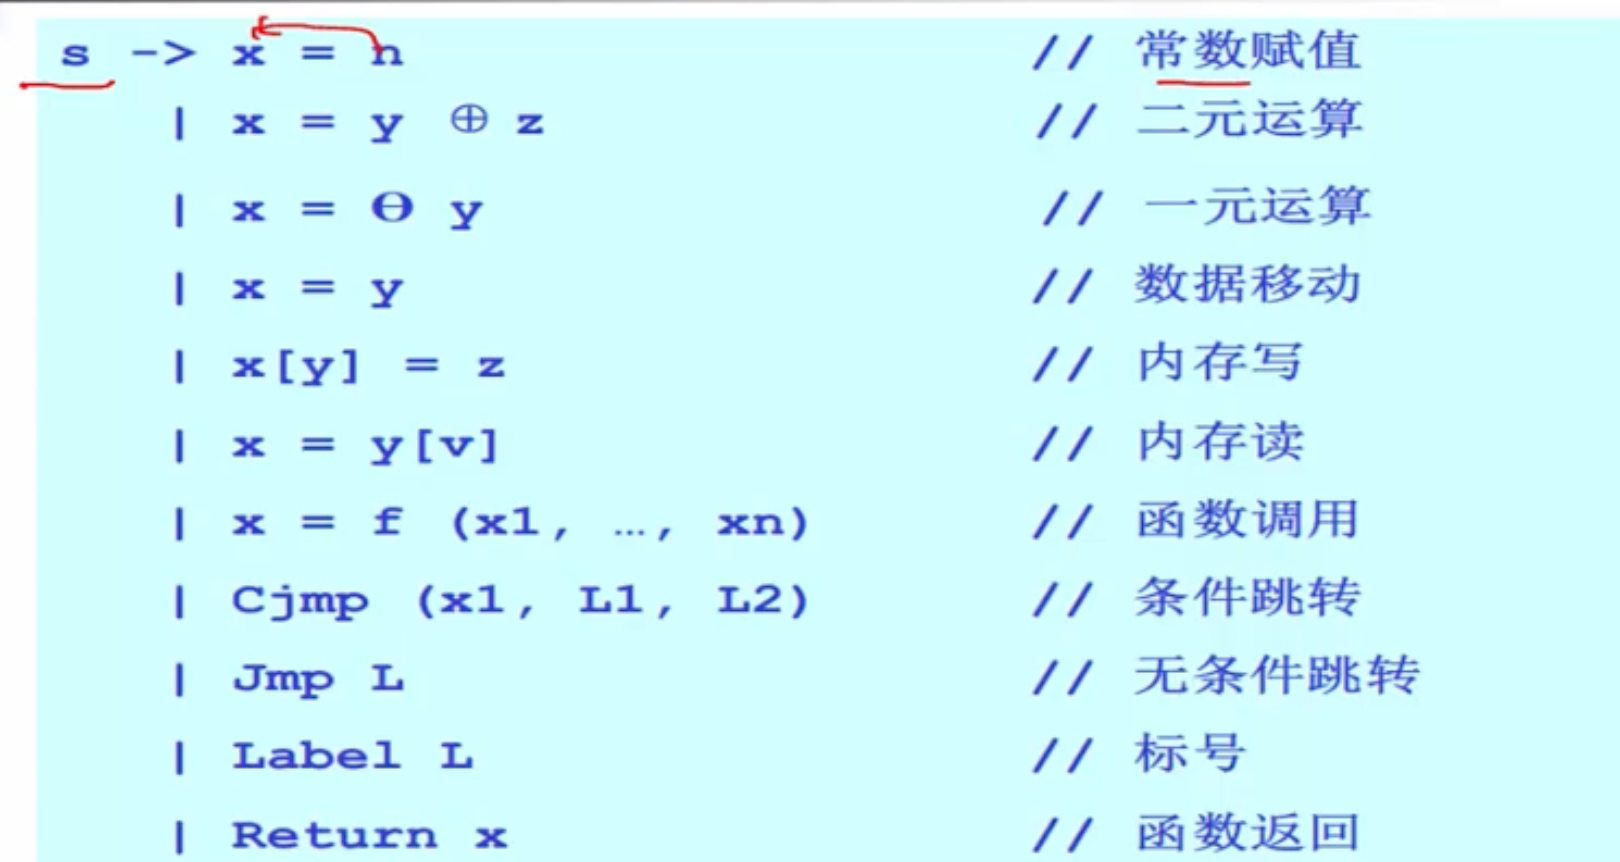 s -> x = n // 常数赋值
| x = y ⊕ z // 二元运算
| x = Θ y // 一元运算
| x = y // 数据移动
| x[y] = z // 内存写
| x = y[v] // 内存读
| x = f (x1, …, xn) // 函数调用
| Cjmp (x1, L1, L2) // 条件跳转
| Jmp L // 无条件跳转
| Label L // 标号
| Return x // 函数返回